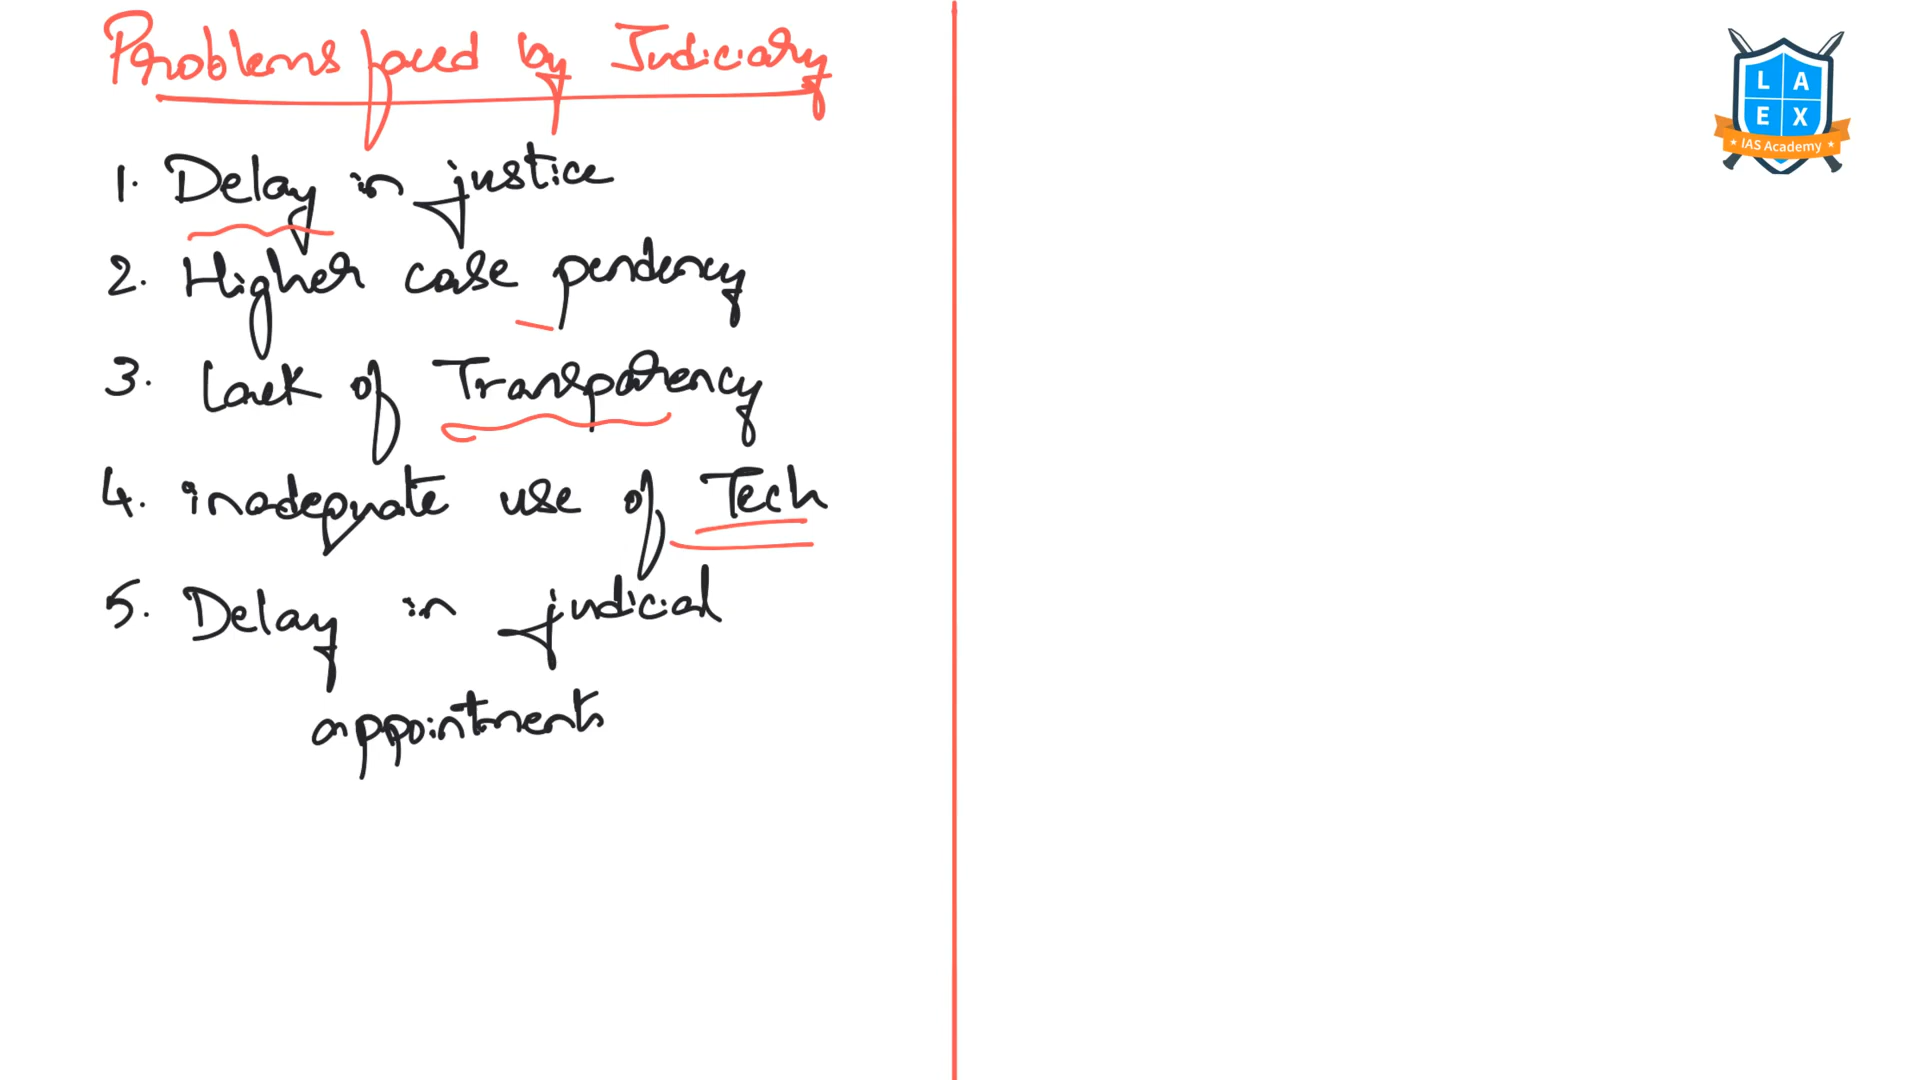 Problems faced by Judiciary
1. Delay in justice
2. Higher case pendency
3. Lack of Transparency
4. inadequate use of Tech
5. Delay in judicial
appointments
L A
E X
IAS Academy